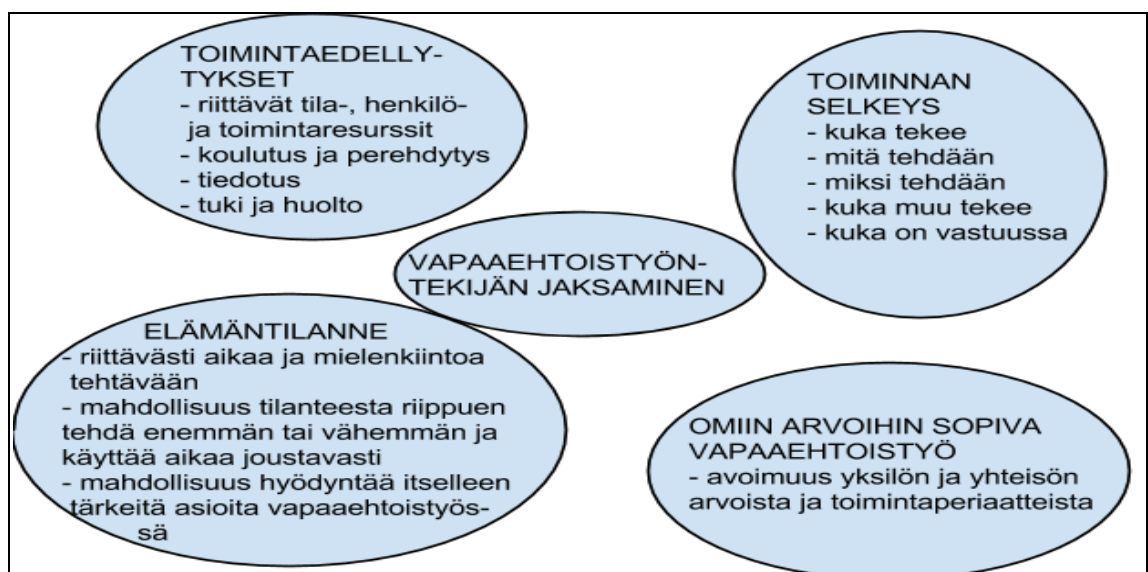 TOIMINTAEDELLY-
TYKSET
- riittävät tila-, henkilö-
ja toimintaresurssit
- koulutus ja perehdytys
- tiedotus
- tuki ja huolto
TOIMINNAN
SELKEYS
- kuka tekee
- mitä tehdään
- miksi tehdään
- kuka muu tekee
- kuka on vastuussa
VAPAAEHTOISTYÖN-
TEKIJÄN JAKSAMINEN
ELÄMÄNTILANNE
- riittävästi aikaa ja mielenkiintoa
tehtävään
- mahdollisuus tilanteesta riippuen
tehdä enemmän tai vähemmän ja
käyttää aikaa joustavasti
- mahdollisuus hyödyntää itselleen
tärkeitä asioita vapaaehtoistyös-
sä
OMIIN ARVOIHIN SOPIVA
VAPAAEHTOISTYÖ
- avoimuus yksilön ja yhteisön
arvoista ja toimintaperiaatteista